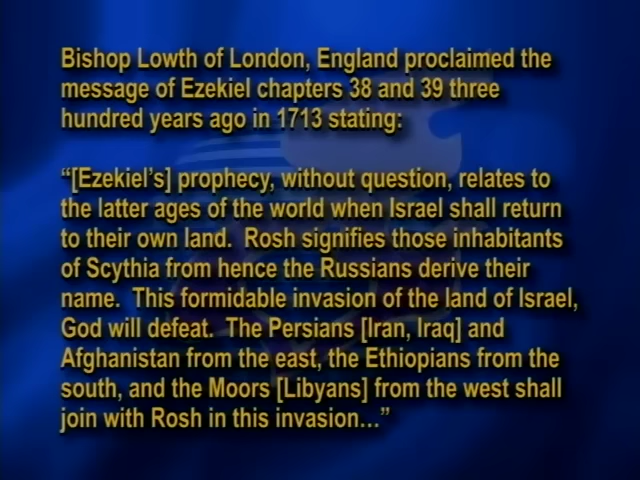 Bishop Lowth of London, England proclaimed the
message of Ezekiel chapters 38 and 39 three
hundred years ago in 1713 stating:
“[Ezekiel’s] prophecy, without question, relates to
the latter ages of the world when Israel shall return
to their own land. Rosh signifies those inhabitants
of Scythia from hence the Russians derive their
name. This formidable invasion of the land of Israel,
God will defeat. The Persians [Iran, Iraq] and
Afghanistan from the east, the Ethiopians from the
south, and the Moors [Libyans] from the west shall
join with Rosh in this invasion…”